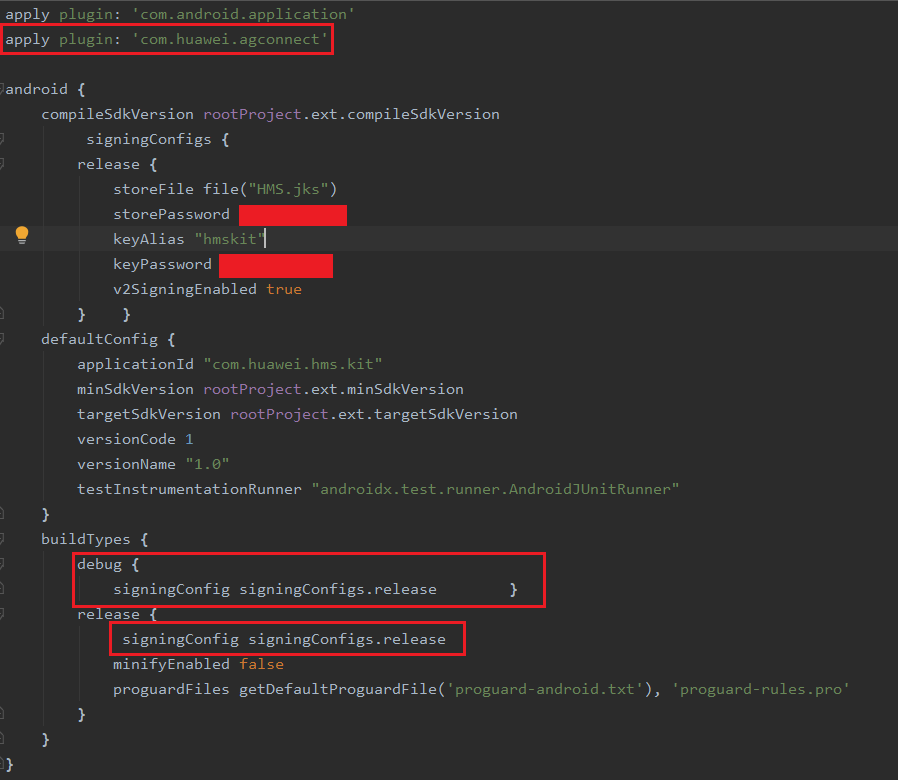 apply plugin: 'com.android.application'
apply plugin: 'com.huawei.agconnect'
android {
compileSdkVersion rootProject.ext.compileSdkVersion
signingConfigs {
release {
storeFile file("HMS.jks")
storePassword
keyAlias "hmskit"
keyPassword
v2SigningEnabled true
} }
defaultConfig {
applicationId "com.huawei.hms.kit"
minSdkVersion rootProject.ext.minSdkVersion
targetSdkVersion rootProject.ext.targetSdkVersion
versionCode 1
versionName "1.0"
testInstrumentationRunner "androidx.test.runner.AndroidJUnitRunner"
}
buildTypes {
debug {
signingConfig signingConfigs.release }
release {
signingConfig signingConfigs.release
minifyEnabled false
proguardFiles getDefaultProguardFile('proguard-android.txt'), 'proguard-rules.pro'
}
}
}